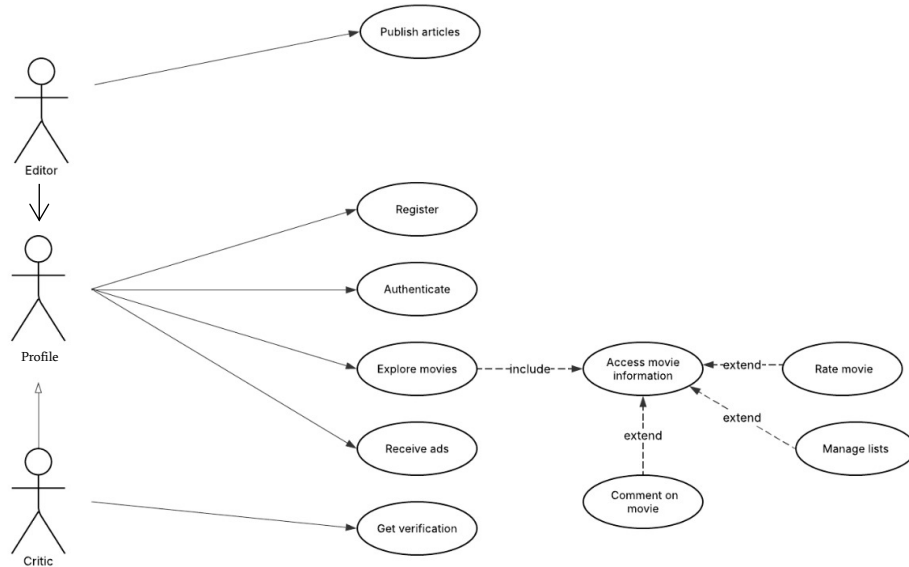 Publish articles
Editor
Register
Profile
Authenticate
Explore movies
include
Access movie
information
extend
Rate movie
extend
extend
Manage lists
Receive ads
Comment on
movie
Get verification
Critic